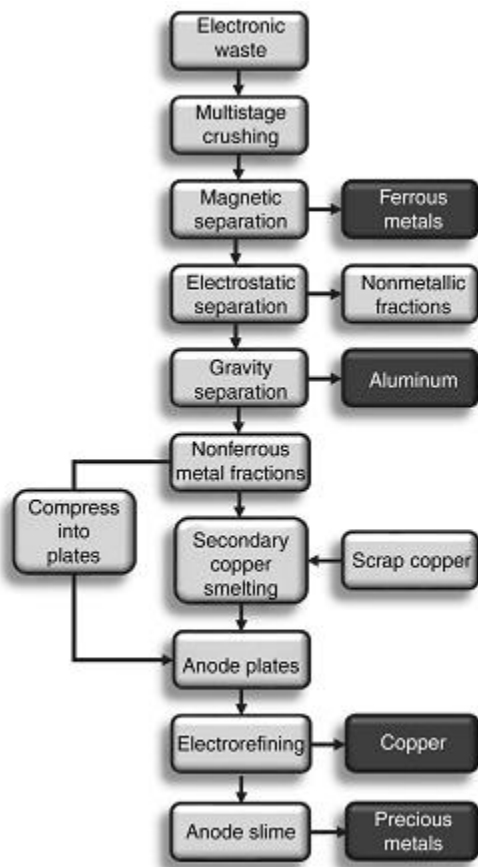 Electronic
waste
Multistage
crushing
Magnetic
separation
Ferrous
metals
Electrostatic
separation
Nonmetallic
fractions
Gravity
separation
Aluminum
Nonferrous
metal fractions
Compress
into
plates
Secondary
copper
smelting
Scrap copper
Anode plates
Electrorefining
Copper
Anode slime
Precious
metals